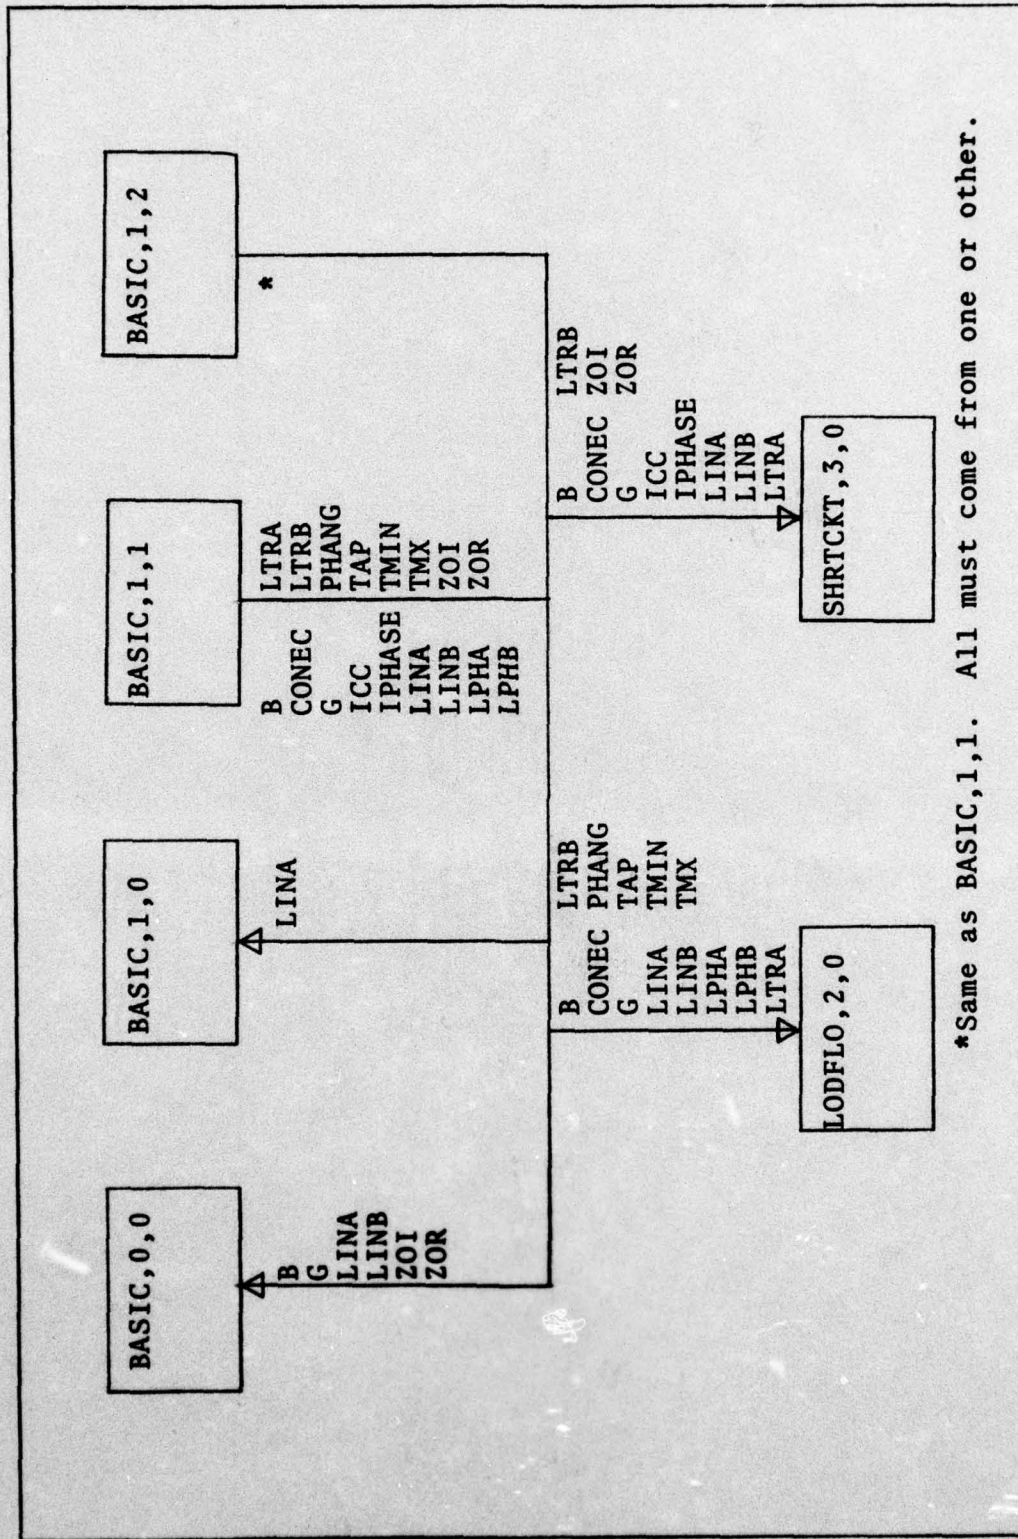 BASIC,0,0
B
G
LINA
LINB
ZOI
ZOR
BASIC,1,0
LINA
BASIC,1,1
B
CONEC
G
ICC
IPHASE
LINA
LINB
LPHA
LPHB
LTRA
LTRB
PHANG
TAP
TMIN
TMX
ZOI
ZOR
BASIC,1,2
*
B LTRB
CONEC PHANG
G TAP
LINA TMIN
LINB TMX
LPHA
LPHB
LTRA
LODFLO,2,0
B LTRB
CONEC ZOI
G ZOR
ICC
IPHASE
LINA
LINB
LTRA
SHRTCKT,3,0
*Same as BASIC,1,1. All must come from one or other.